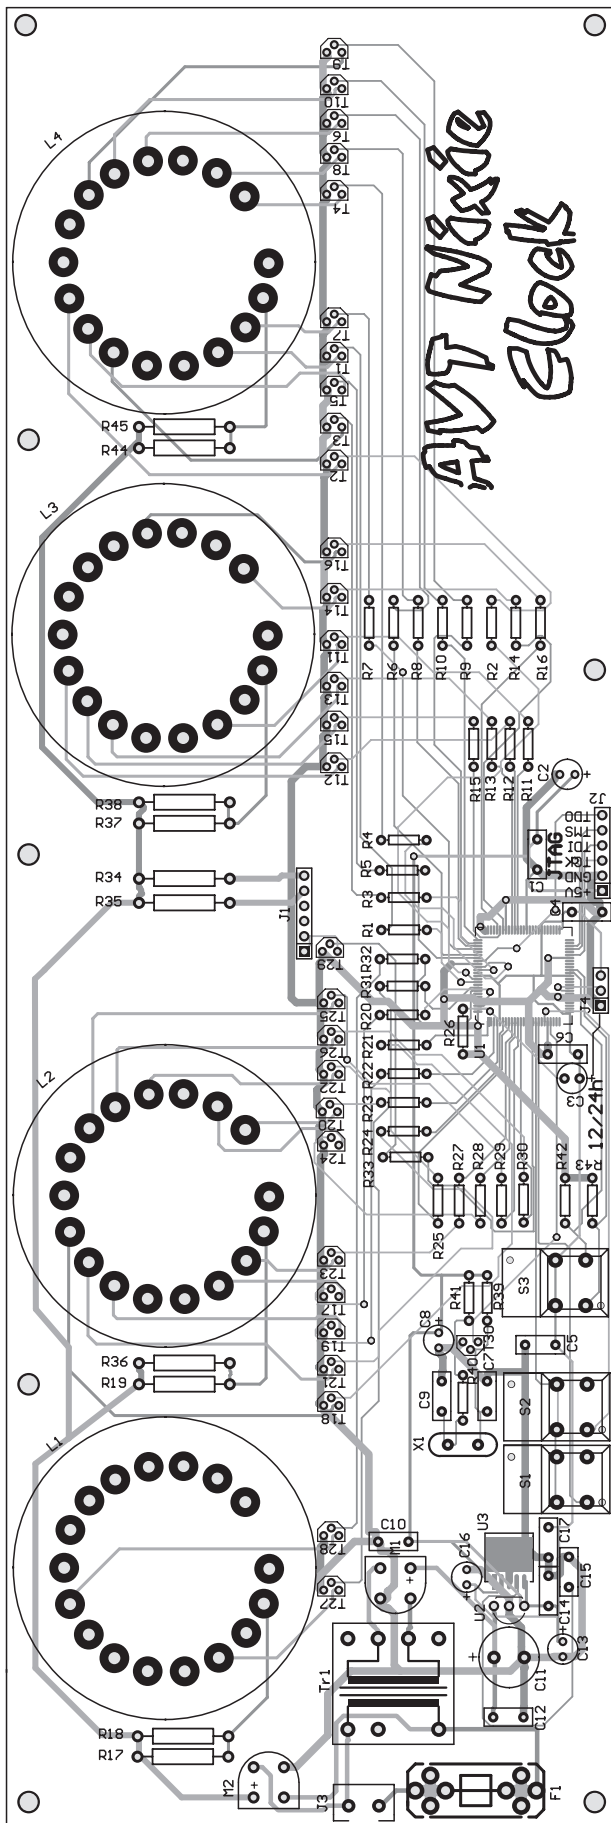 T9
T10
L4
T6
T8
T4
AVT Nixie
Clock
T7
T1
T5
R45
T3
R44
T2
L3
T16
T14
R7
R6
R8
R10
R9
R2
R14
R16
T11
T13
T15
T12
R15
R13
R12
R11
C2
+
J2
R38
R37
TDO
TMS
TDI
TCK
GND
+5V
JTAG
R4
R5
C1
R34
R3
R35
J1
C4
R1
T29
R32
R31
T25
R20
R26
U1
J4
T26
R21
C6
L2
T22
R22
+
C3
T20
R23
12/24h
T24
R24
R33
R27
R28
R29
R30
R42
R43
R25
T23
S3
T17
R41
R39
C8
+
T19
C7
T30
C5
R36
T21
R40
R19
C9
S2
T18
L1
X1
S1
T28
C10
U3
C17
M1
C16
+
+
C15
T27
U2
C14
+
C13
Tr1
+
C11
C12
R18
R17
M2
+
J3
F1